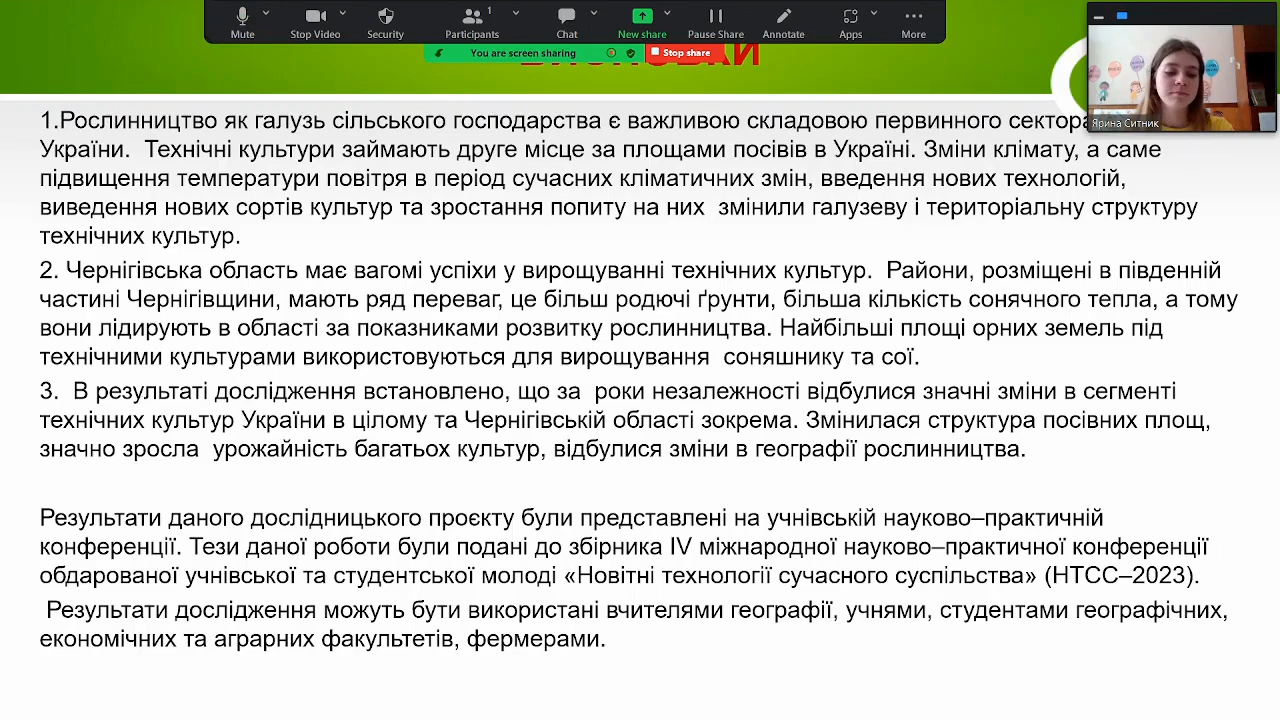 1
Mute
Stop Video
Security
Participants
Chat
New share
Pause Share
Annotate
Apps
More
You are screen sharing
Stop share
Ярина Ситник
1.Рослинництво як галузь сільського господарства є важливою складовою первинного
України.  Технічні культури займають друге місце за площами посівів в Україні. Зміни клімату, а саме
підвищення температури повітря в період сучасних кліматичних змін, введення нових технологій,
виведення нових сортів культур та зростання попиту на них  змінили галузеву і територіальну структуру
технічних культур.
2. Чернігівська область має вагомі успіхи у вирощуванні технічних культур.  Райони, розміщені в південній
частині Чернігівщини, мають ряд переваг, це більш родючі ґрунти, більша кількість сонячного тепла, а тому
вони лідирують в області за показниками розвитку рослинництва. Найбільші площі орних земель під
технічними культурами використовуються для вирощування  соняшнику та сої.
3.  В результаті дослідження встановлено, що за  роки незалежності відбулися значні зміни в сегменті
технічних культур України в цілому та Чернігівській області зокрема. Змінилася структура посівних площ,
значно зросла  урожайність багатьох культур, відбулися зміни в географії рослинництва.
Результати даного дослідницького проєкту були представлені на учнівській науково–практичній
конференції. Тези даної роботи були подані до збірника IV міжнародної науково–практичної конференції
обдарованої учнівської та студентської молоді «Новітні технології сучасного суспільства» (НТСС–2023).
Результати дослідження можуть бути використані вчителями географії, учнями, студентами географічних,
економічних та аграрних факультетів, фермерами.